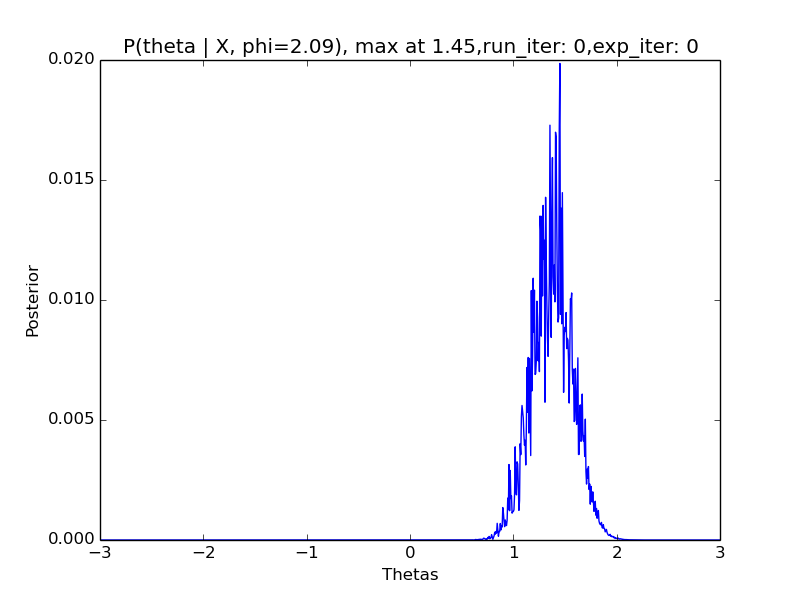 P(theta | X, phi=2.09), max at 1.45,run_iter: 0,exp_iter: 0
0.020
0.015
0.010
0.005
0.000
Posterior
−3 −2 −1 0 1 2 3
Thetas